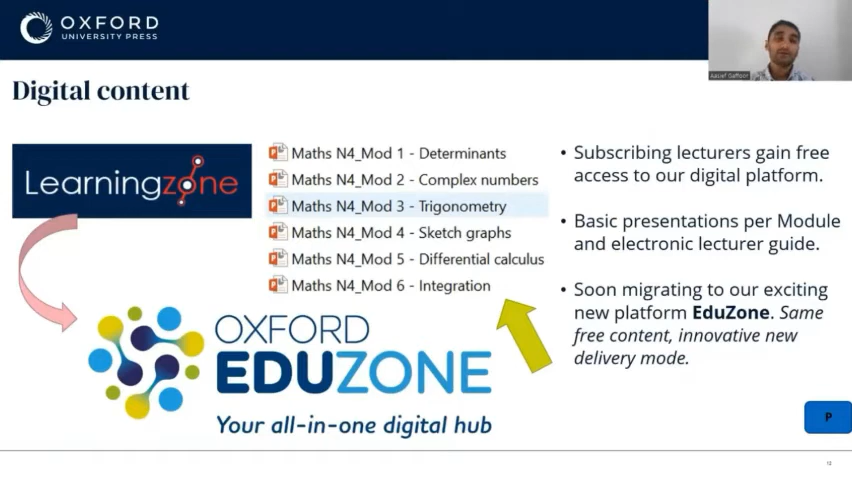 OXFORD
UNIVERSITY PRESS
Digital content
Learningzone
Maths N4_Mod 1 - Determinants
Maths N4_Mod 2 - Complex numbers
Maths N4_Mod 3 - Trigonometry
Maths N4_Mod 4 - Sketch graphs
Maths N4_Mod 5 - Differential calculus
Maths N4_Mod 6 - Integration
OXFORD
EDUZONE
Your all-in-one digital hub
• Subscribing lecturers gain free
access to our digital platform.
• Basic presentations per Module
and electronic lecturer guide.
• Soon migrating to our exciting
new platform EduZone. Same
free content, innovative new
delivery mode.
P
12